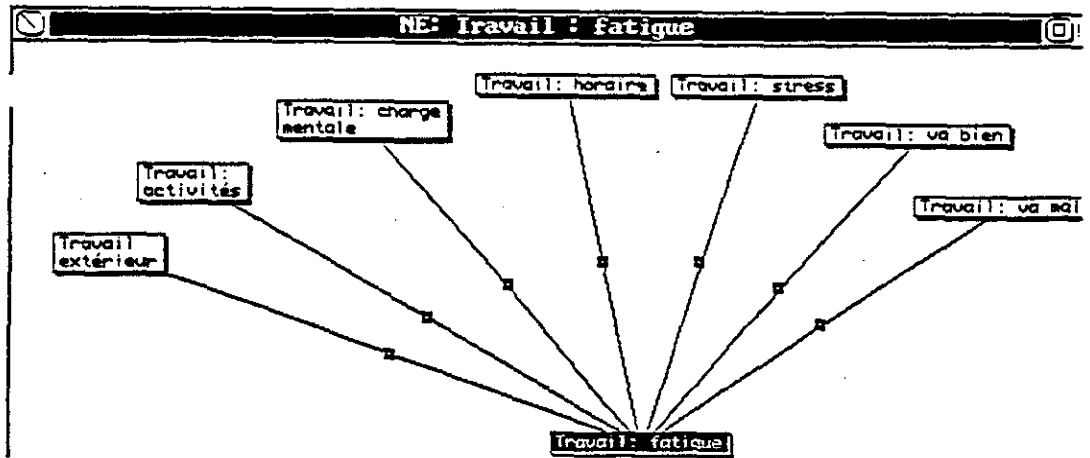 NE: Travail : fatigue
Travail: horaire
Travail: stress
Travail: charge
mentale
Travail: va bien
Travail:
activités
Travail: va mal
Travail
extérieur
Travail: fatigue